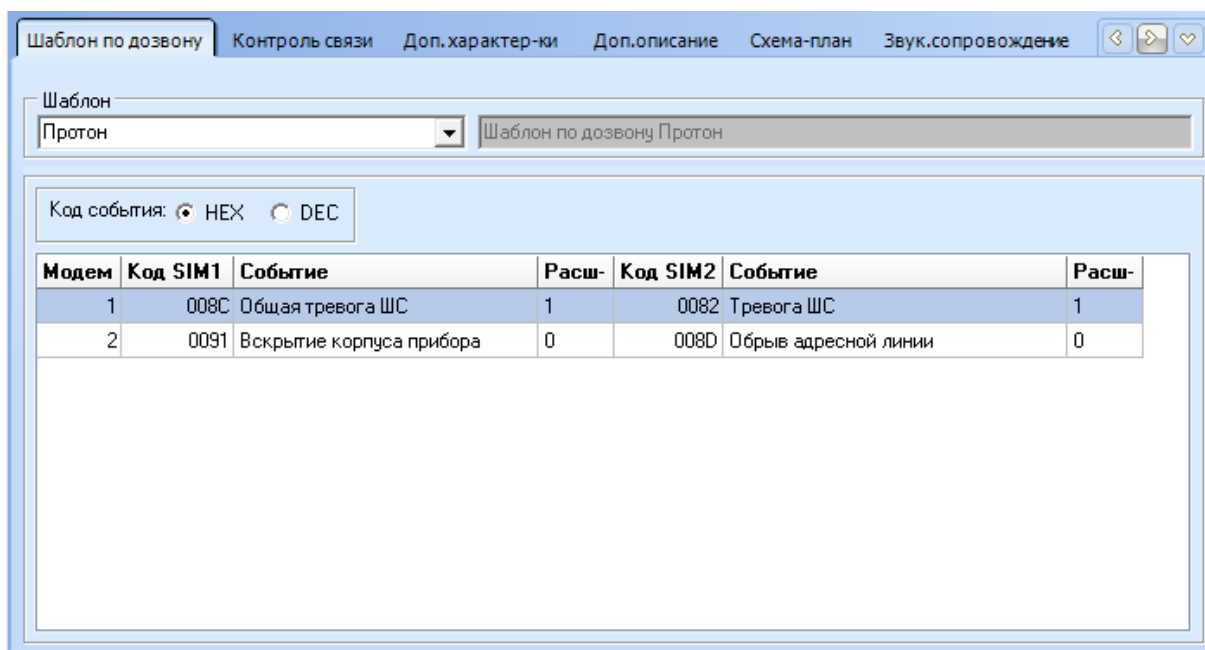 Шаблон по дозвону Контроль связи Доп.характер-ки Доп.описание Схема-план Звук.сопровождение
Шаблон
Протон Шаблон по дозвону Протон
Код события: HEX DEC
Модем Код SIM1 Событие Расш- Код SIM2 Событие Расш-
1 008C Общая тревога ШС 1 0082 Тревога ШС 1
2 0091 Вскрытие корпуса прибора 0 008D Обрыв адресной линии 0